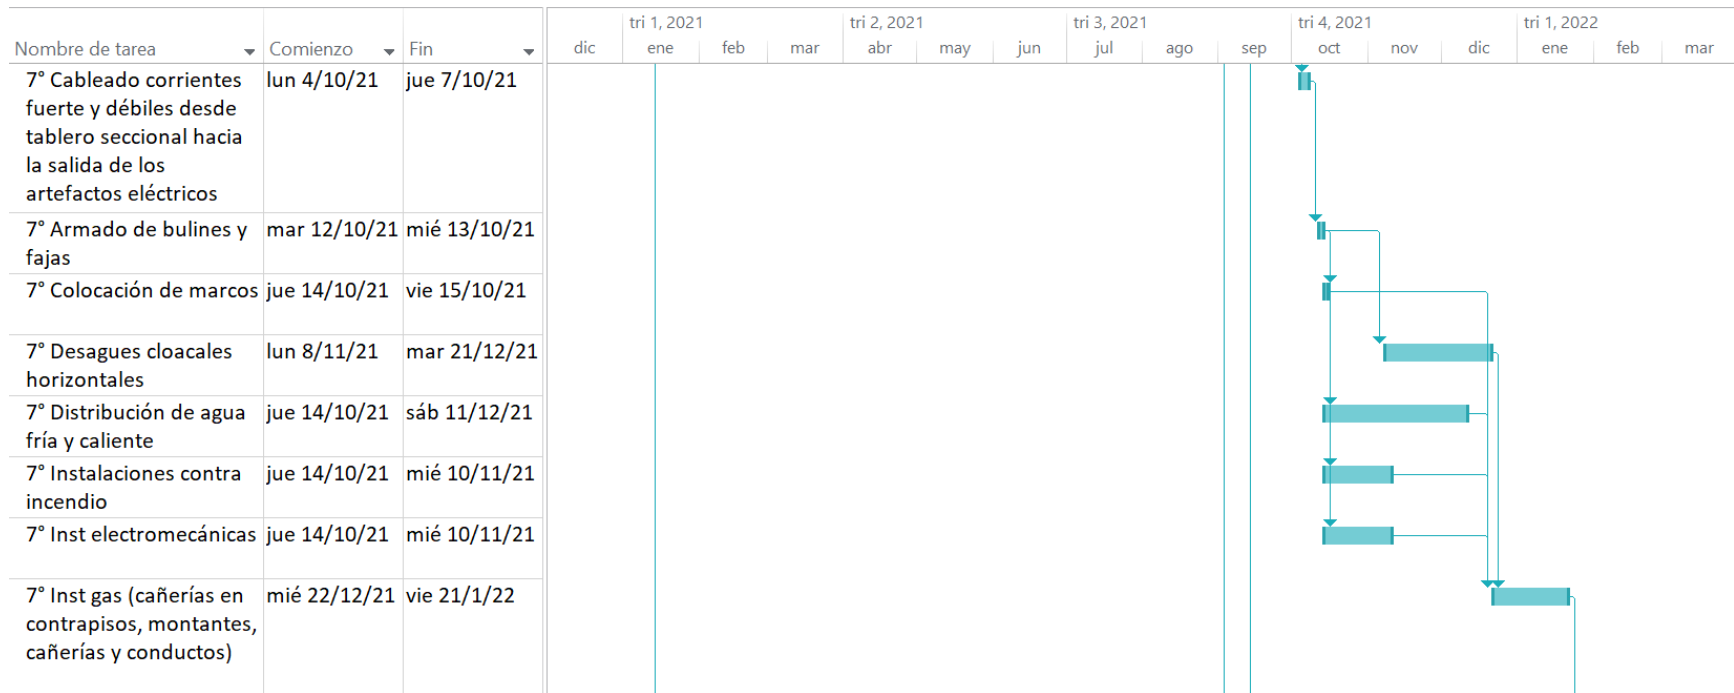 tri 1, 2021 tri 2, 2021 tri 3, 2021 tri 4, 2021 tri 1, 2022
Nombre de tarea Comienzo Fin dic ene feb mar abr may jun jul ago sep oct nov dic ene feb mar
7° Cableado corrientes lun 4/10/21 jue 7/10/21
fuerte y débiles desde
tablero seccional hacia
la salida de los
artefactos eléctricos
7° Armado de bulines y mar 12/10/21 mié 13/10/21
fajas
7° Colocación de marcos jue 14/10/21 vie 15/10/21
7° Desagues cloacales lun 8/11/21 mar 21/12/21
horizontales
7° Distribución de agua jue 14/10/21 sáb 11/12/21
fría y caliente
7° Instalaciones contra jue 14/10/21 mié 10/11/21
incendio
7° Inst electromecánicas jue 14/10/21 mié 10/11/21
7° Inst gas (cañerías en mié 22/12/21 vie 21/1/22
contrapisos, montantes,
cañerías y conductos)